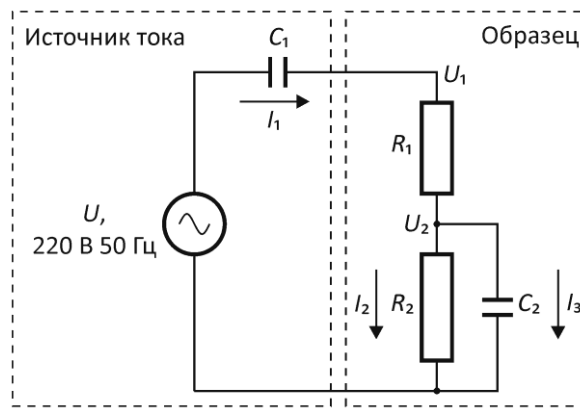 Источник тока
Образец
C₁
I₁
U₁
R₁
U,
220 В 50 Гц
U₂
I₂
R₂
C₂
I₃